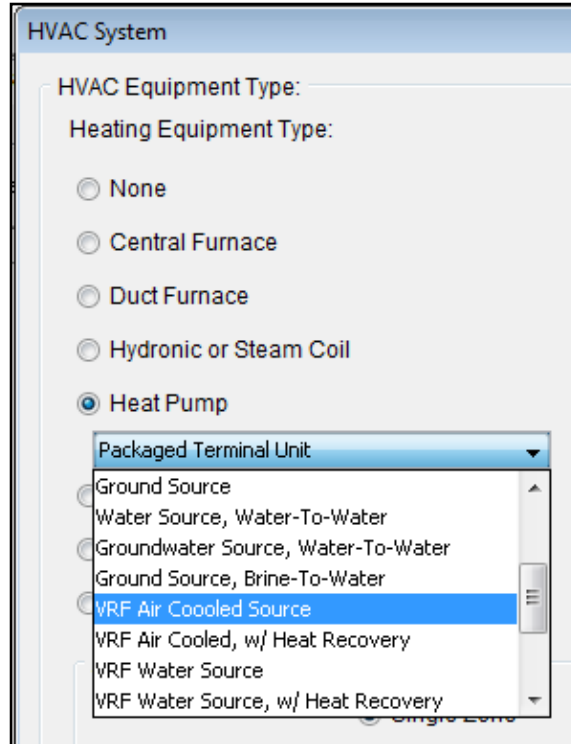 HVAC System
HVAC Equipment Type:
Heating Equipment Type:
None
Central Furnace
Duct Furnace
Hydronic or Steam Coil
Heat Pump
Packaged Terminal Unit
Ground Source
Water Source, Water-To-Water
Groundwater Source, Water-To-Water
Ground Source, Brine-To-Water
VRF Air Coooled Source
VRF Air Cooled, w/ Heat Recovery
VRF Water Source
VRF Water Source, w/ Heat Recovery
Single Zone